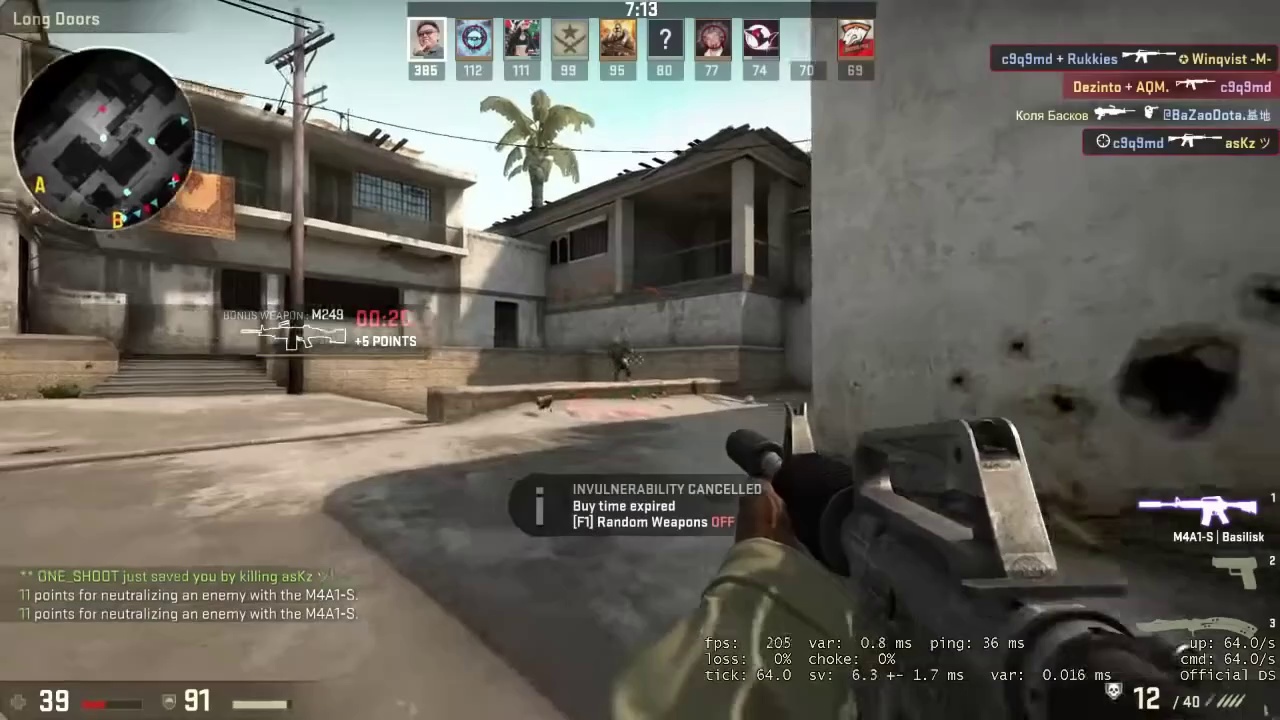 Long Doors
7:13
?
385 112 111 99 95 80 77 74 70 69
c9q9md + Rukkies Winqvist -M-
Dezinto + AQM. c9q9md
Коля Басков @BaZaoDota.基地
c9q9md asKz ツ
A
B
BONUS WEAPON: M249 00:20
+5 POINTS
INVULNERABILITY CANCELLED
Buy time expired
[F1] Random Weapons OFF
1
M4A1-S | Basilisk
2
3
** ONE_SHOOT just saved you by killing asKz ツ!
11 points for neutralizing an enemy with the M4A1-S.
11 points for neutralizing an enemy with the M4A1-S.
fps: 205 var: 0.8 ms ping: 36 ms
loss: 0% choke: 0%
tick: 64.0 sv: 6.3 +- 1.7 ms var: 0.016 ms
up: 64.0/s
cmd: 64.0/s
Official DS
39 91
12 / 40